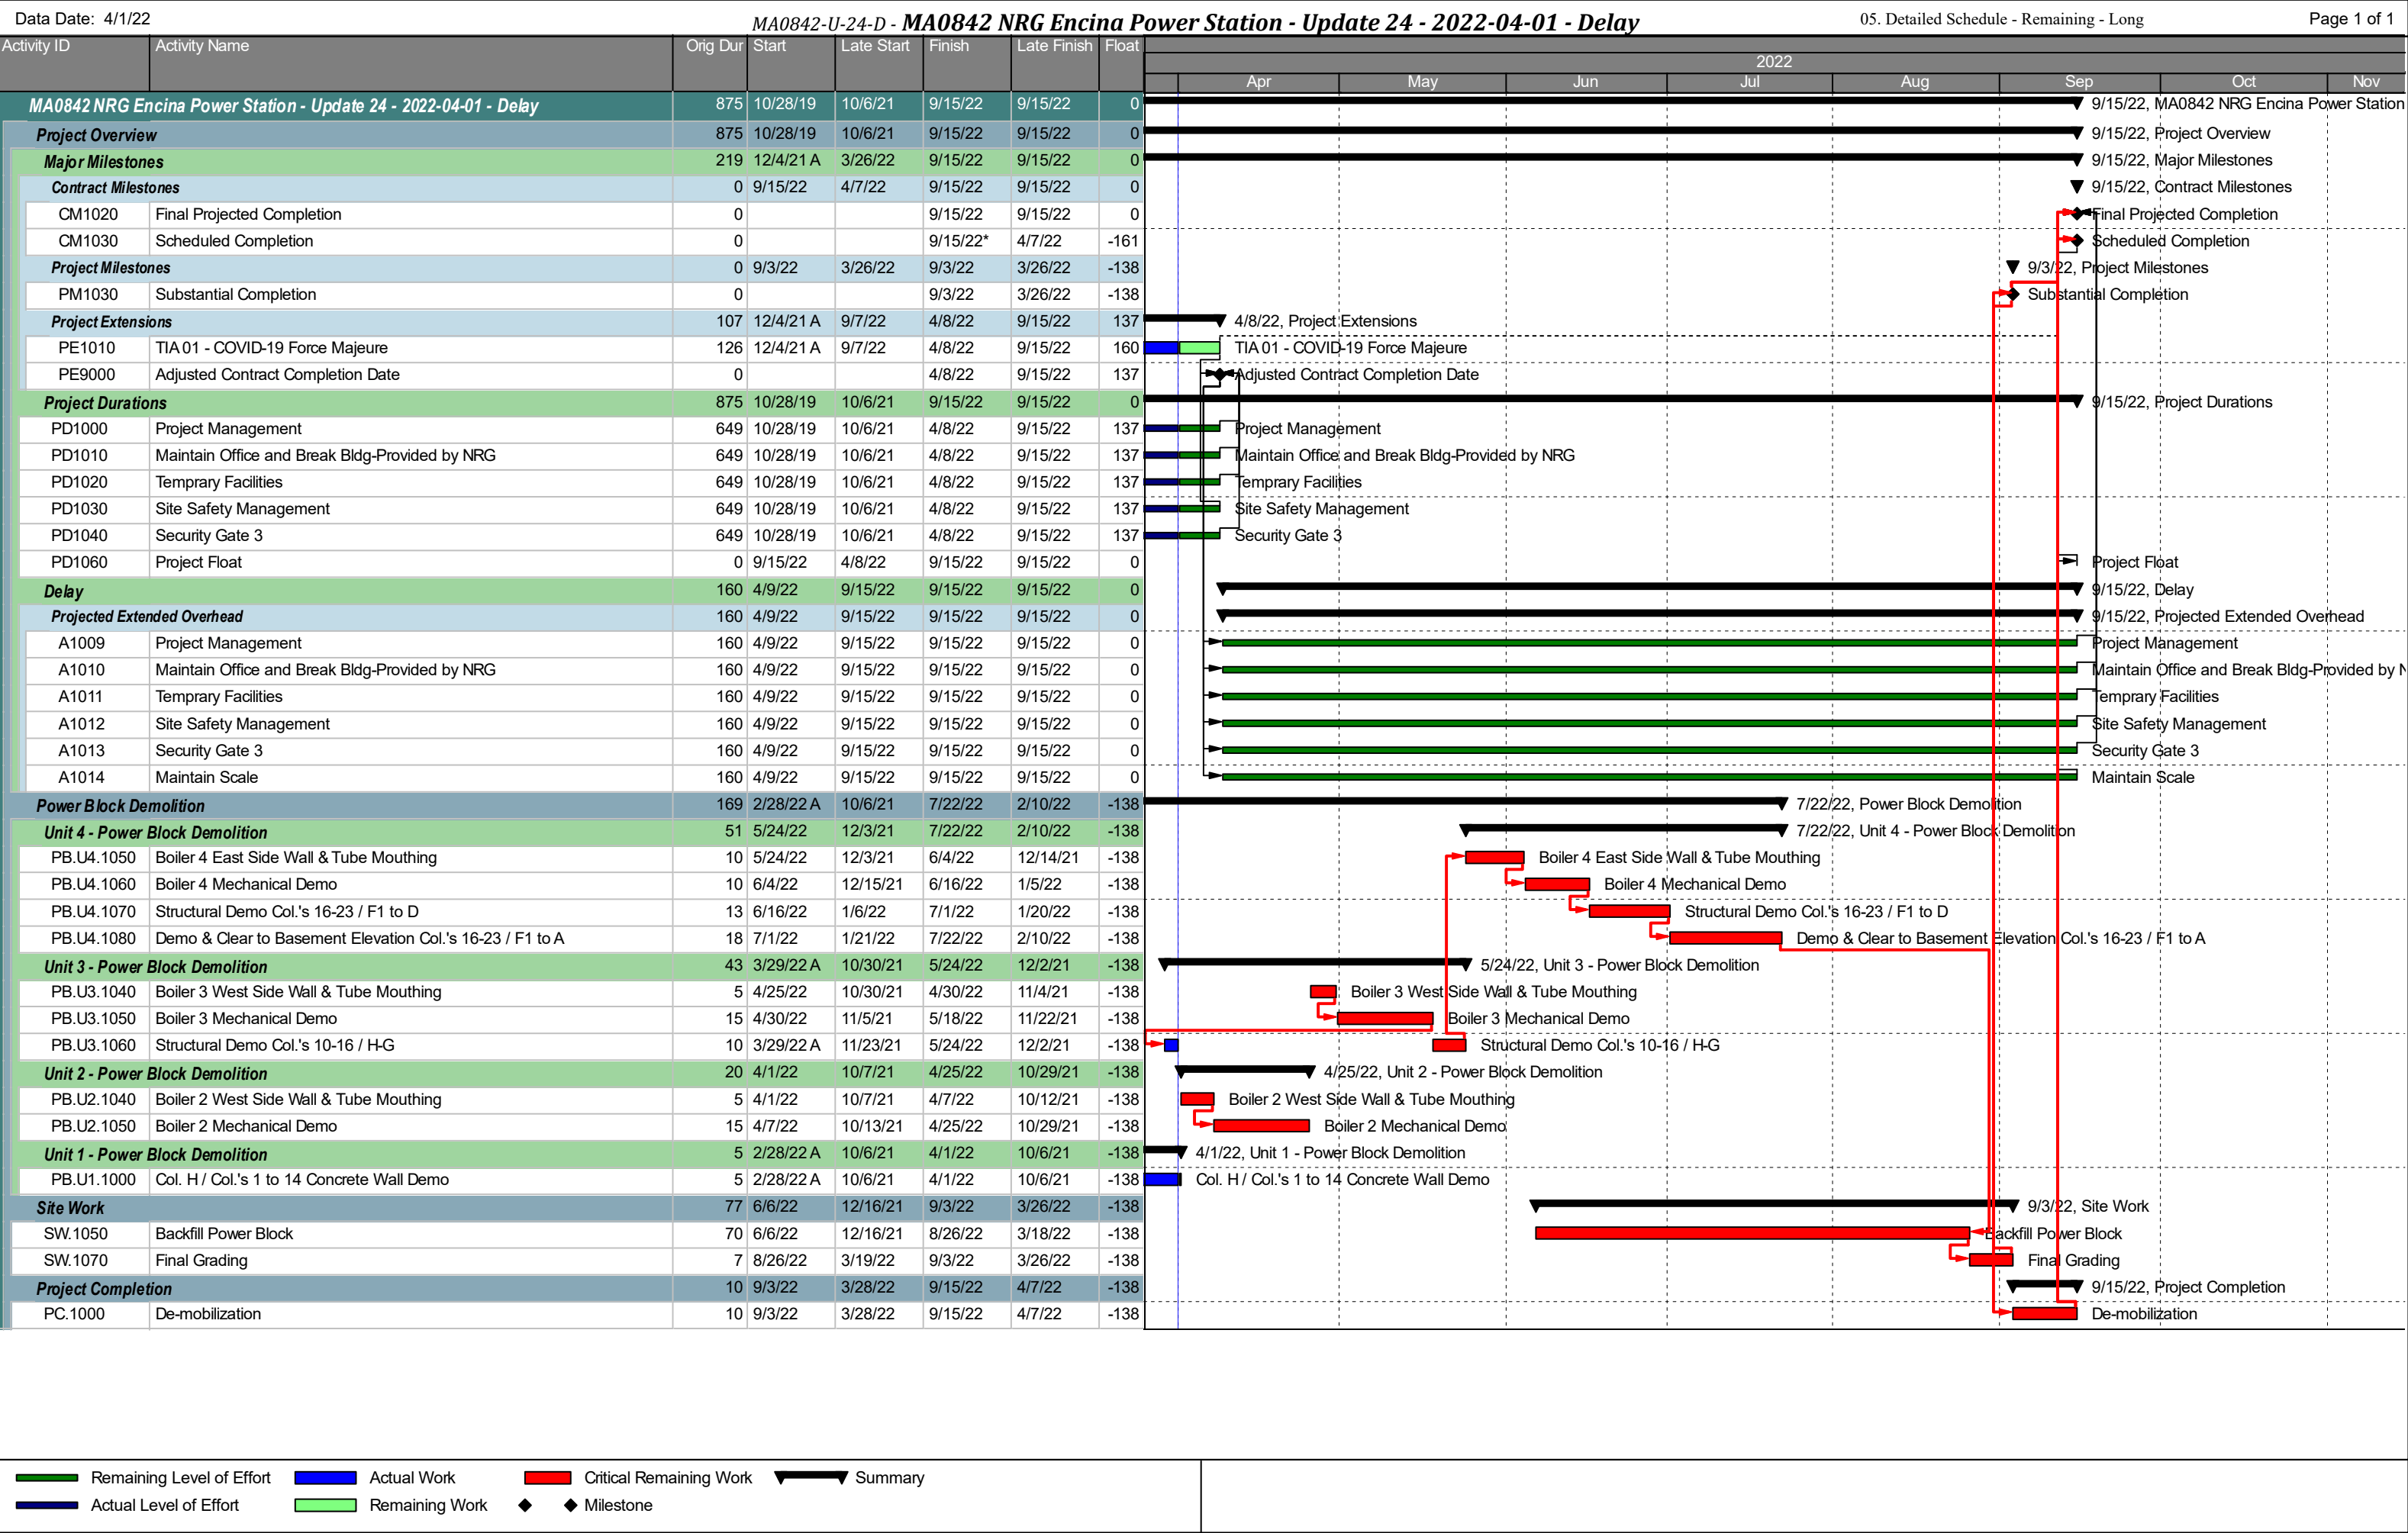 Data Date: 4/1/22
MA0842-U-24-D - MA0842 NRG Encina Power Station - Update 24 - 2022-04-01 - Delay
05. Detailed Schedule - Remaining - Long
Page 1 of 1
Activity ID Activity Name Orig Dur Start Late Start Finish Late Finish Float
2022
Apr May Jun Jul Aug Sep Oct Nov
MA0842 NRG Encina Power Station - Update 24 - 2022-04-01 - Delay 875 10/28/19 10/6/21 9/15/22 9/15/22 0 9/15/22, MA0842 NRG Encina Power Station
Project Overview 875 10/28/19 10/6/21 9/15/22 9/15/22 0 9/15/22, Project Overview
Major Milestones 219 12/4/21 A 3/26/22 9/15/22 9/15/22 0 9/15/22, Major Milestones
Contract Milestones 0 9/15/22 4/7/22 9/15/22 9/15/22 0 9/15/22, Contract Milestones
CM1020 Final Projected Completion 0 9/15/22 9/15/22 0 Final Projected Completion
CM1030 Scheduled Completion 0 9/15/22* 4/7/22 -161 Scheduled Completion
Project Milestones 0 9/3/22 3/26/22 9/3/22 3/26/22 -138 9/3/22, Project Milestones
PM1030 Substantial Completion 0 9/3/22 3/26/22 -138 Substantial Completion
Project Extensions 107 12/4/21 A 9/7/22 4/8/22 9/15/22 137 4/8/22, Project Extensions
PE1010 TIA 01 - COVID-19 Force Majeure 126 12/4/21 A 9/7/22 4/8/22 9/15/22 160 TIA 01 - COVID-19 Force Majeure
PE9000 Adjusted Contract Completion Date 0 4/8/22 9/15/22 137 Adjusted Contract Completion Date
Project Durations 875 10/28/19 10/6/21 9/15/22 9/15/22 0 9/15/22, Project Durations
PD1000 Project Management 649 10/28/19 10/6/21 4/8/22 9/15/22 137 Project Management
PD1010 Maintain Office and Break Bldg-Provided by NRG 649 10/28/19 10/6/21 4/8/22 9/15/22 137 Maintain Office and Break Bldg-Provided by NRG
PD1020 Temprary Facilities 649 10/28/19 10/6/21 4/8/22 9/15/22 137 Temprary Facilities
PD1030 Site Safety Management 649 10/28/19 10/6/21 4/8/22 9/15/22 137 Site Safety Management
PD1040 Security Gate 3 649 10/28/19 10/6/21 4/8/22 9/15/22 137 Security Gate 3
PD1060 Project Float 0 9/15/22 4/8/22 9/15/22 9/15/22 0 Project Float
Delay 160 4/9/22 9/15/22 9/15/22 9/15/22 0 9/15/22, Delay
Projected Extended Overhead 160 4/9/22 9/15/22 9/15/22 9/15/22 0 9/15/22, Projected Extended Overhead
A1009 Project Management 160 4/9/22 9/15/22 9/15/22 9/15/22 0 Project Management
A1010 Maintain Office and Break Bldg-Provided by NRG 160 4/9/22 9/15/22 9/15/22 9/15/22 0 Maintain Office and Break Bldg-Provided by N
A1011 Temprary Facilities 160 4/9/22 9/15/22 9/15/22 9/15/22 0 Temprary Facilities
A1012 Site Safety Management 160 4/9/22 9/15/22 9/15/22 9/15/22 0 Site Safety Management
A1013 Security Gate 3 160 4/9/22 9/15/22 9/15/22 9/15/22 0 Security Gate 3
A1014 Maintain Scale 160 4/9/22 9/15/22 9/15/22 9/15/22 0 Maintain Scale
Power Block Demolition 169 2/28/22 A 10/6/21 7/22/22 2/10/22 -138 7/22/22, Power Block Demolition
Unit 4 - Power Block Demolition 51 5/24/22 12/3/21 7/22/22 2/10/22 -138 7/22/22, Unit 4 - Power Block Demolition
PB.U4.1050 Boiler 4 East Side Wall & Tube Mouthing 10 5/24/22 12/3/21 6/4/22 12/14/21 -138 Boiler 4 East Side Wall & Tube Mouthing
PB.U4.1060 Boiler 4 Mechanical Demo 10 6/4/22 12/15/21 6/16/22 1/5/22 -138 Boiler 4 Mechanical Demo
PB.U4.1070 Structural Demo Col.'s 16-23 / F1 to D 13 6/16/22 1/6/22 7/1/22 1/20/22 -138 Structural Demo Col.'s 16-23 / F1 to D
PB.U4.1080 Demo & Clear to Basement Elevation Col.'s 16-23 / F1 to A 18 7/1/22 1/21/22 7/22/22 2/10/22 -138 Demo & Clear to Basement Elevation Col.'s 16-23 / F1 to A
Unit 3 - Power Block Demolition 43 3/29/22 A 10/30/21 5/24/22 12/2/21 -138 5/24/22, Unit 3 - Power Block Demolition
PB.U3.1040 Boiler 3 West Side Wall & Tube Mouthing 5 4/25/22 10/30/21 4/30/22 11/4/21 -138 Boiler 3 West Side Wall & Tube Mouthing
PB.U3.1050 Boiler 3 Mechanical Demo 15 4/30/22 11/5/21 5/18/22 11/22/21 -138 Boiler 3 Mechanical Demo
PB.U3.1060 Structural Demo Col.'s 10-16 / H-G 10 3/29/22 A 11/23/21 5/24/22 12/2/21 -138 Structural Demo Col.'s 10-16 / H-G
Unit 2 - Power Block Demolition 20 4/1/22 10/7/21 4/25/22 10/29/21 -138 4/25/22, Unit 2 - Power Block Demolition
PB.U2.1040 Boiler 2 West Side Wall & Tube Mouthing 5 4/1/22 10/7/21 4/7/22 10/12/21 -138 Boiler 2 West Side Wall & Tube Mouthing
PB.U2.1050 Boiler 2 Mechanical Demo 15 4/7/22 10/13/21 4/25/22 10/29/21 -138 Boiler 2 Mechanical Demo
Unit 1 - Power Block Demolition 5 2/28/22 A 10/6/21 4/1/22 10/6/21 -138 4/1/22, Unit 1 - Power Block Demolition
PB.U1.1000 Col. H / Col.'s 1 to 14 Concrete Wall Demo 5 2/28/22 A 10/6/21 4/1/22 10/6/21 -138 Col. H / Col.'s 1 to 14 Concrete Wall Demo
Site Work 77 6/6/22 12/16/21 9/3/22 3/26/22 -138 9/3/22, Site Work
SW.1050 Backfill Power Block 70 6/6/22 12/16/21 8/26/22 3/18/22 -138 Backfill Power Block
SW.1070 Final Grading 7 8/26/22 3/19/22 9/3/22 3/26/22 -138 Final Grading
Project Completion 10 9/3/22 3/28/22 9/15/22 4/7/22 -138 9/15/22, Project Completion
PC.1000 De-mobilization 10 9/3/22 3/28/22 9/15/22 4/7/22 -138 De-mobilization
Remaining Level of Effort Actual Work Critical Remaining Work Summary
Actual Level of Effort Remaining Work Milestone